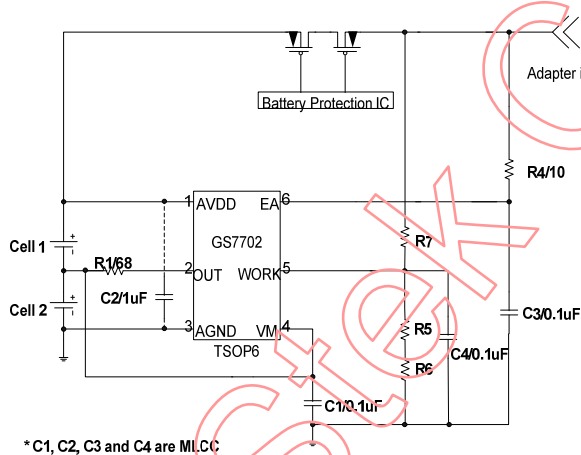 Battery Protection IC
Adapter i
R4/10
1 AVDD EA 6
GS7702
R7
Cell 1
R1/68
2 OUT WORK 5
C2/1uF
Cell 2
C3/0.1uF
3 AGND VM 4
R5
TSOP6
C4/0.1uF
R6
C1/0.1uF
* C1, C2, C3 and C4 are MLCC